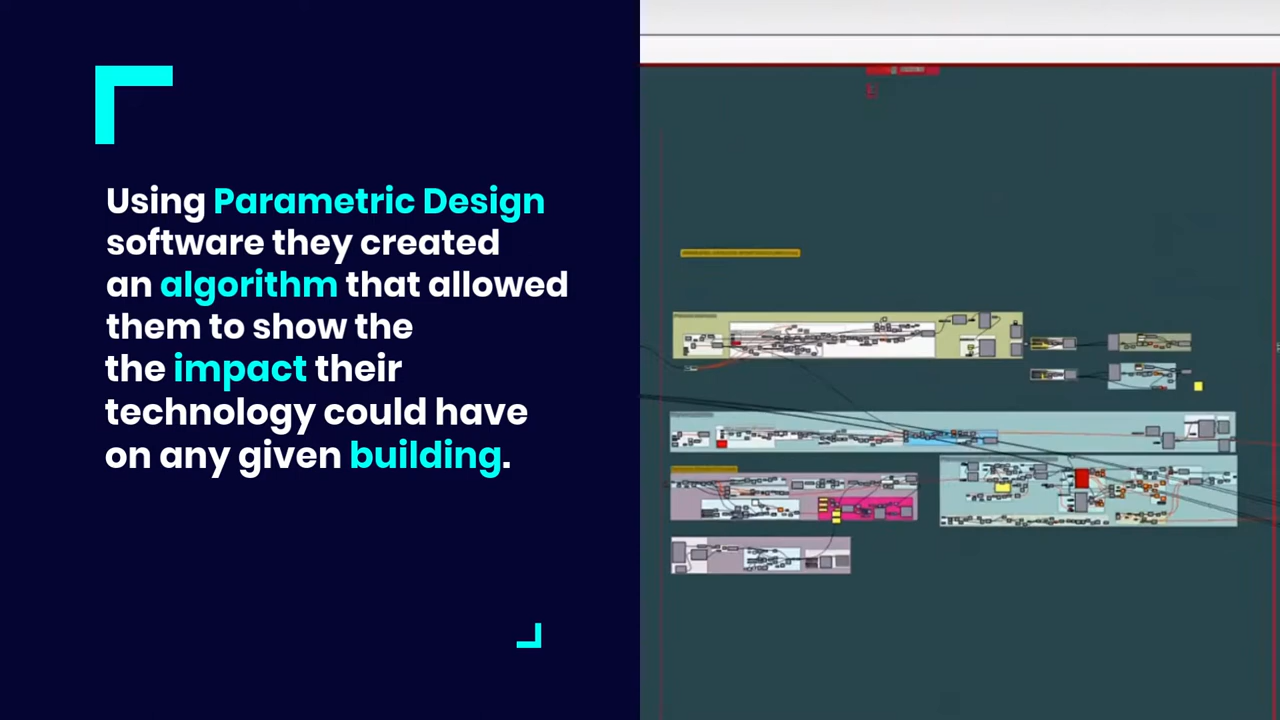 Using Parametric Design
software they created
an algorithm that allowed
them to show the
the impact their
technology could have
on any given building.